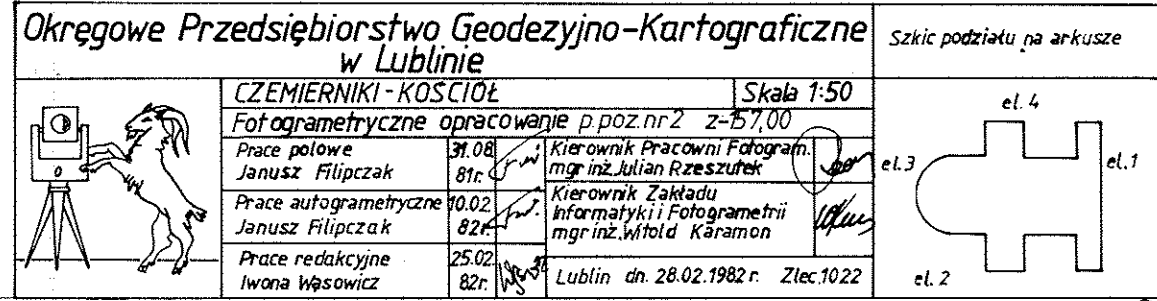 Okręgowe Przedsiębiorstwo Geodezyjno-Kartograficzne
w Lublinie
Szkic podziału na arkusze
CZEMIERNIKI-KOŚCIÓŁ
Skala 1:50
Fotogrametryczne opracowanie p.poz.nr2 z-157,00
Prace polowe
Janusz Filipczak
31.08
81r.
Kierownik Pracowni Fotogram.
mgr inż. Julian Rzeszutek
Prace autogrametryczne
Janusz Filipczak
10.02
82r.
Kierownik Zakładu
Informatyki i Fotogrametrii
mgr inż. Witold Karamon
Prace redakcyjne
Iwona Wąsowicz
25.02
82r.
Lublin dn. 28.02.1982 r. Zlec.1022
el. 4
el.3
el.1
el. 2